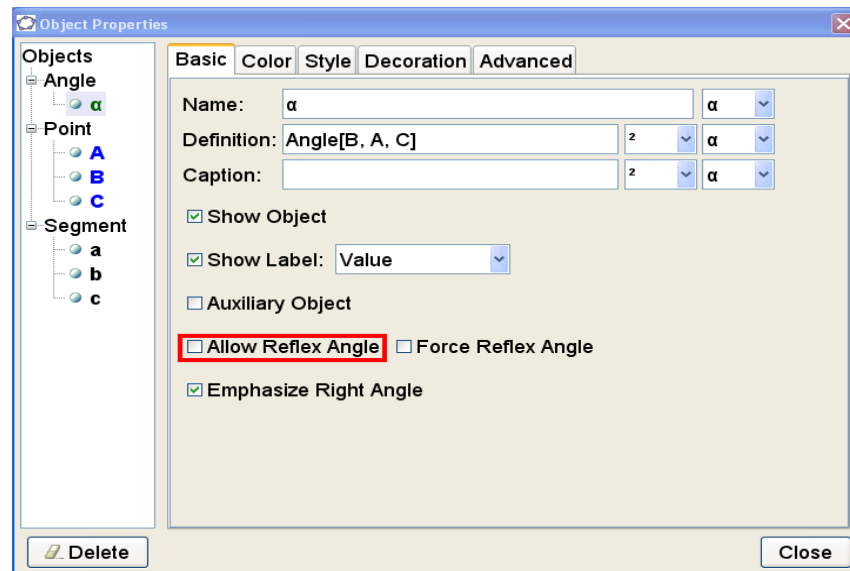 Object Properties
Objects
Angle
α
Point
A
B
C
Segment
a
b
c
Basic Color Style Decoration Advanced
Name: α α
Definition: Angle[B, A, C] ² α
Caption: ² α
Show Object
Show Label: Value
Auxiliary Object
Allow Reflex Angle Force Reflex Angle
Emphasize Right Angle
Delete Close